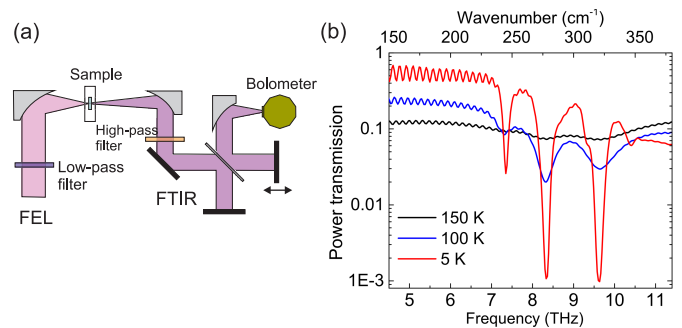 (a)
Sample
Bolometer
High-pass
filter
Low-pass
filter
FTIR
FEL
(b)
Wavenumber (cm⁻¹)
150 200 250 300 350
Power transmission
1
0.1
0.01
1E-3
150 K
100 K
5 K
5 6 7 8 9 10 11
Frequency (THz)